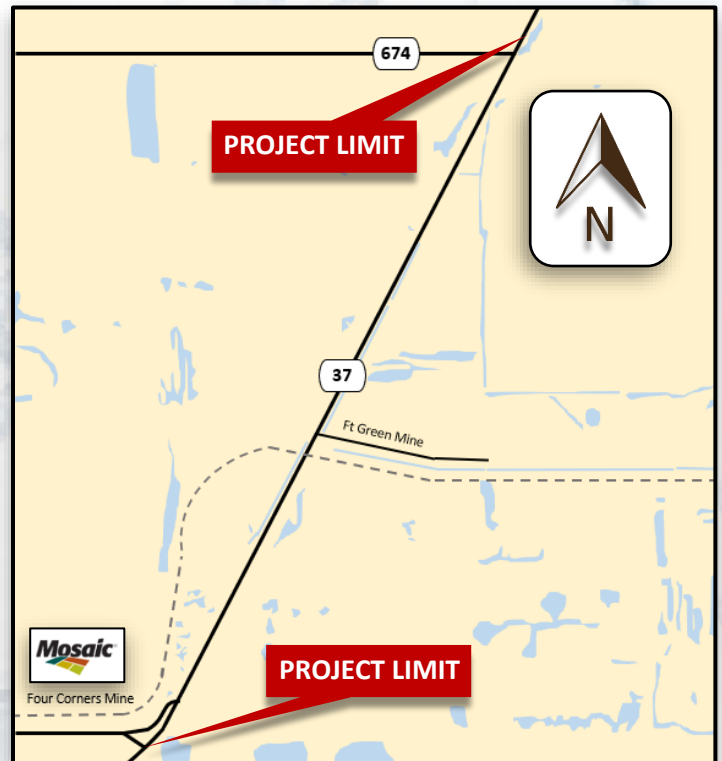 674
PROJECT LIMIT
N
37
Ft Green Mine
Mosaic
Four Corners Mine
PROJECT LIMIT